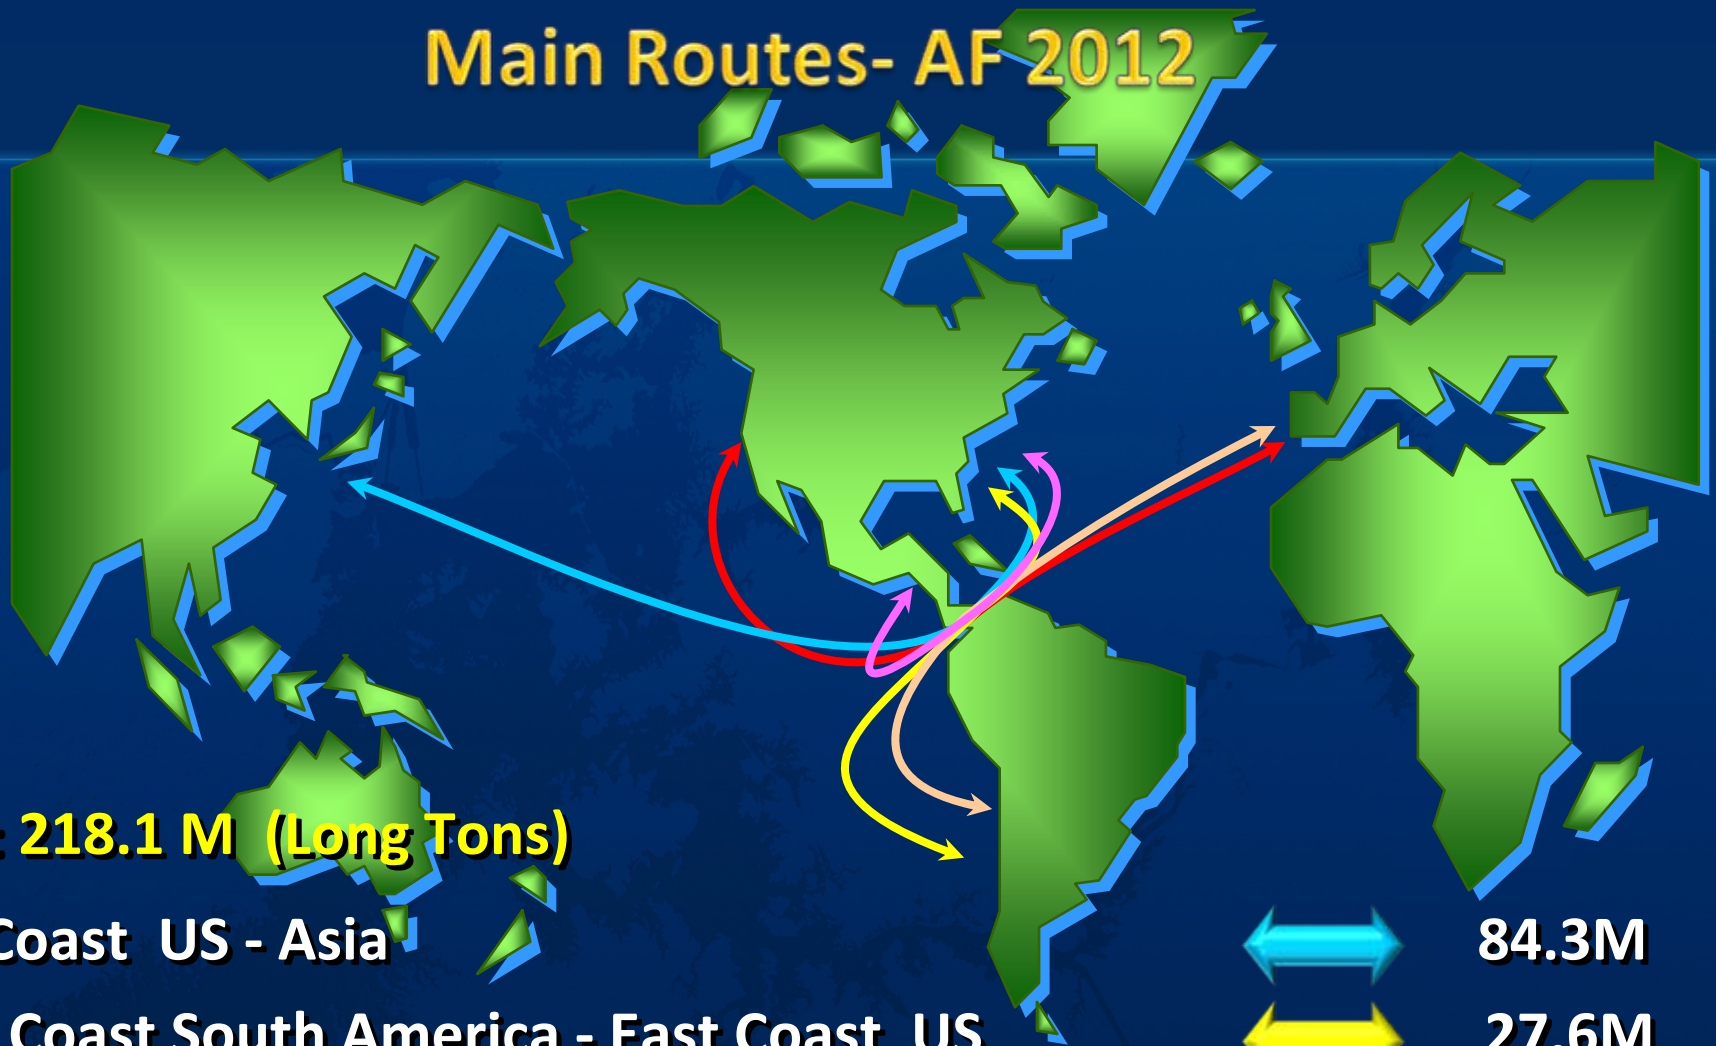 Main Routes- AF 2012
: 218.1 M (Long Tons)
Coast US - Asia 84.3M
Coast South America - East Coast US 27.6M